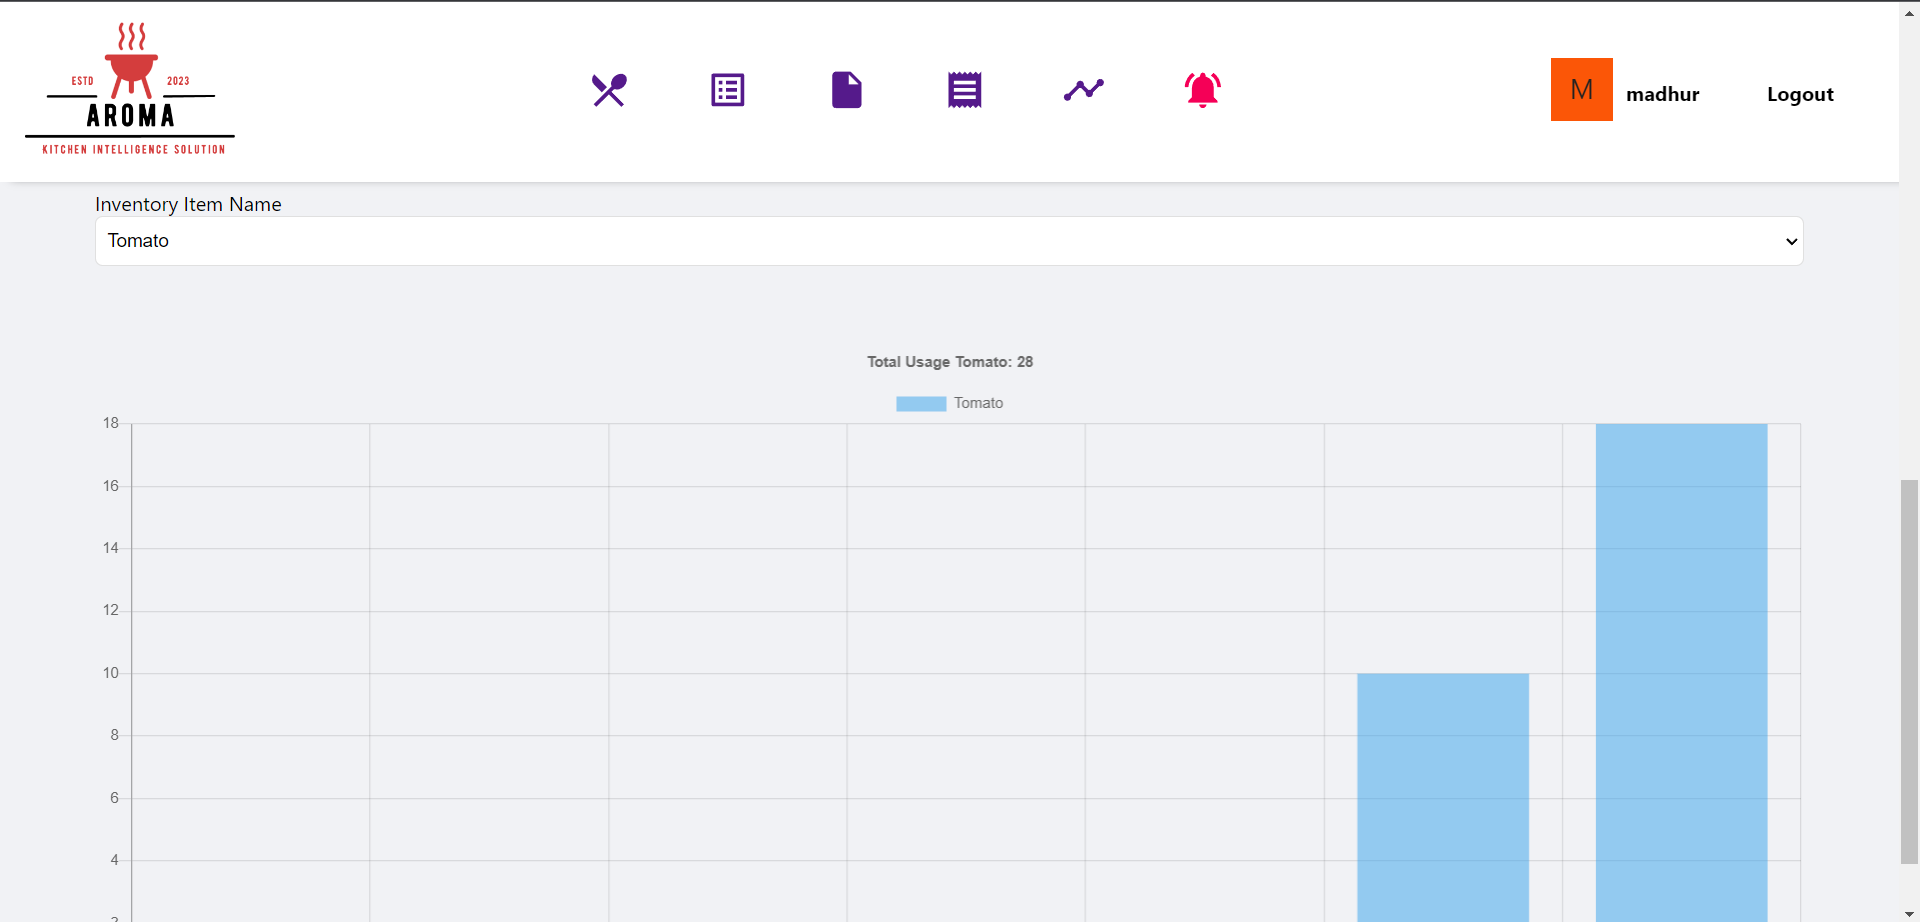 ESTD 2023
AROMA
KITCHEN INTELLIGENCE SOLUTION
M madhur Logout
Inventory Item Name
Tomato
Total Usage Tomato: 28
Tomato
18
16
14
12
10
8
6
4
2